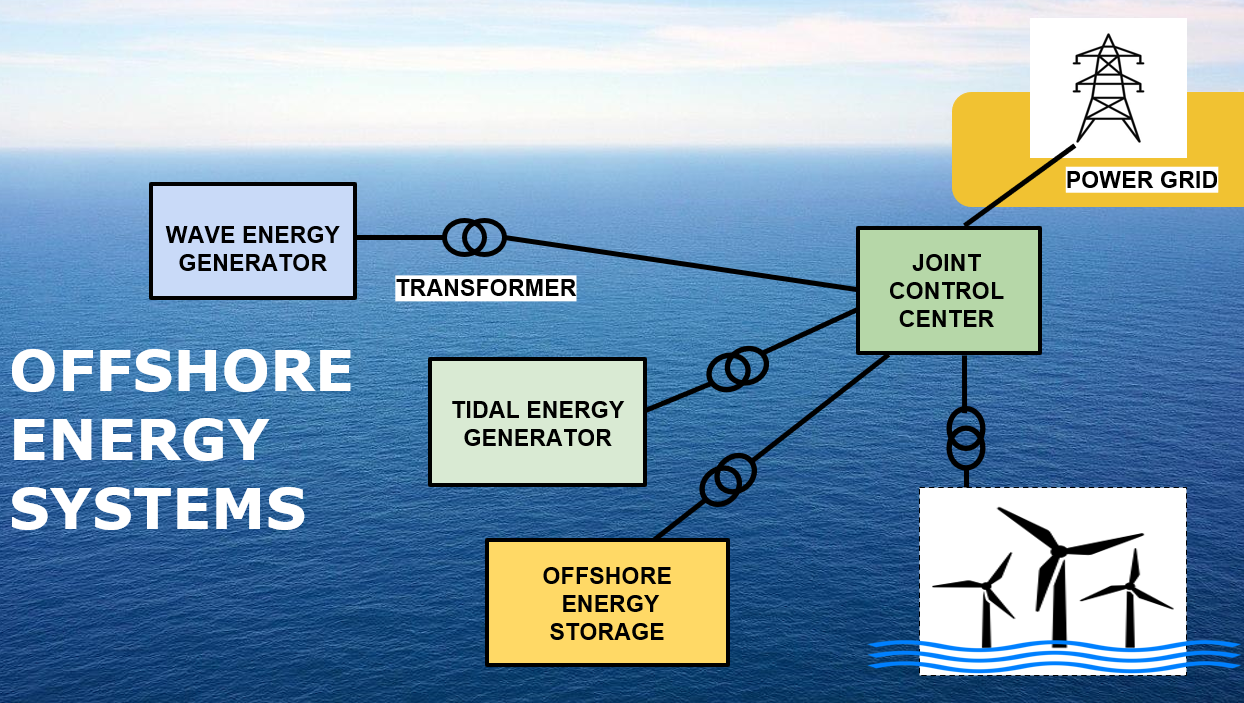 POWER GRID
WAVE ENERGY
GENERATOR
TRANSFORMER
JOINT
CONTROL
CENTER
OFFSHORE
ENERGY
SYSTEMS
TIDAL ENERGY
GENERATOR
OFFSHORE
ENERGY
STORAGE